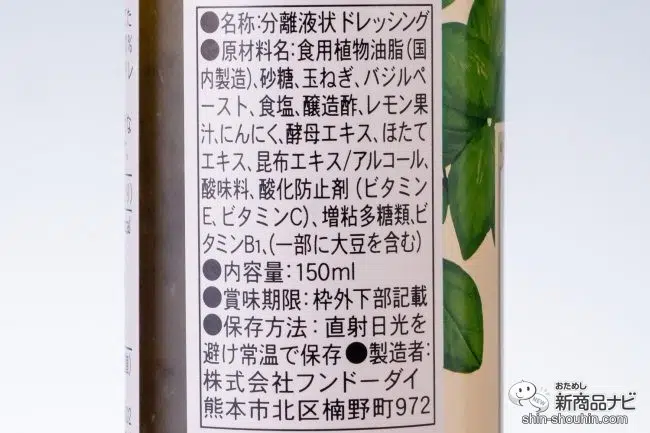 ●名称:分離液状ドレッシング
●原材料名:食用植物油脂(国
内製造)、砂糖、玉ねぎ、バジルペ
ースト、食塩、醸造酢、レモン果
汁、にんにく、酵母エキス、ほたて
エキス、昆布エキス/アルコール、
酸味料、酸化防止剤(ビタミン
E、ビタミンC)、増粘多糖類、ビ
タミンB1、(一部に大豆を含む)
●内容量:150ml
●賞味期限:枠外下部記載
●保存方法:直射日光を
避け常温で保存●製造者:
株式会社フンドーダイ
熊本市北区楠野町972
おためし
新商品ナビ
shin-shouhin.com